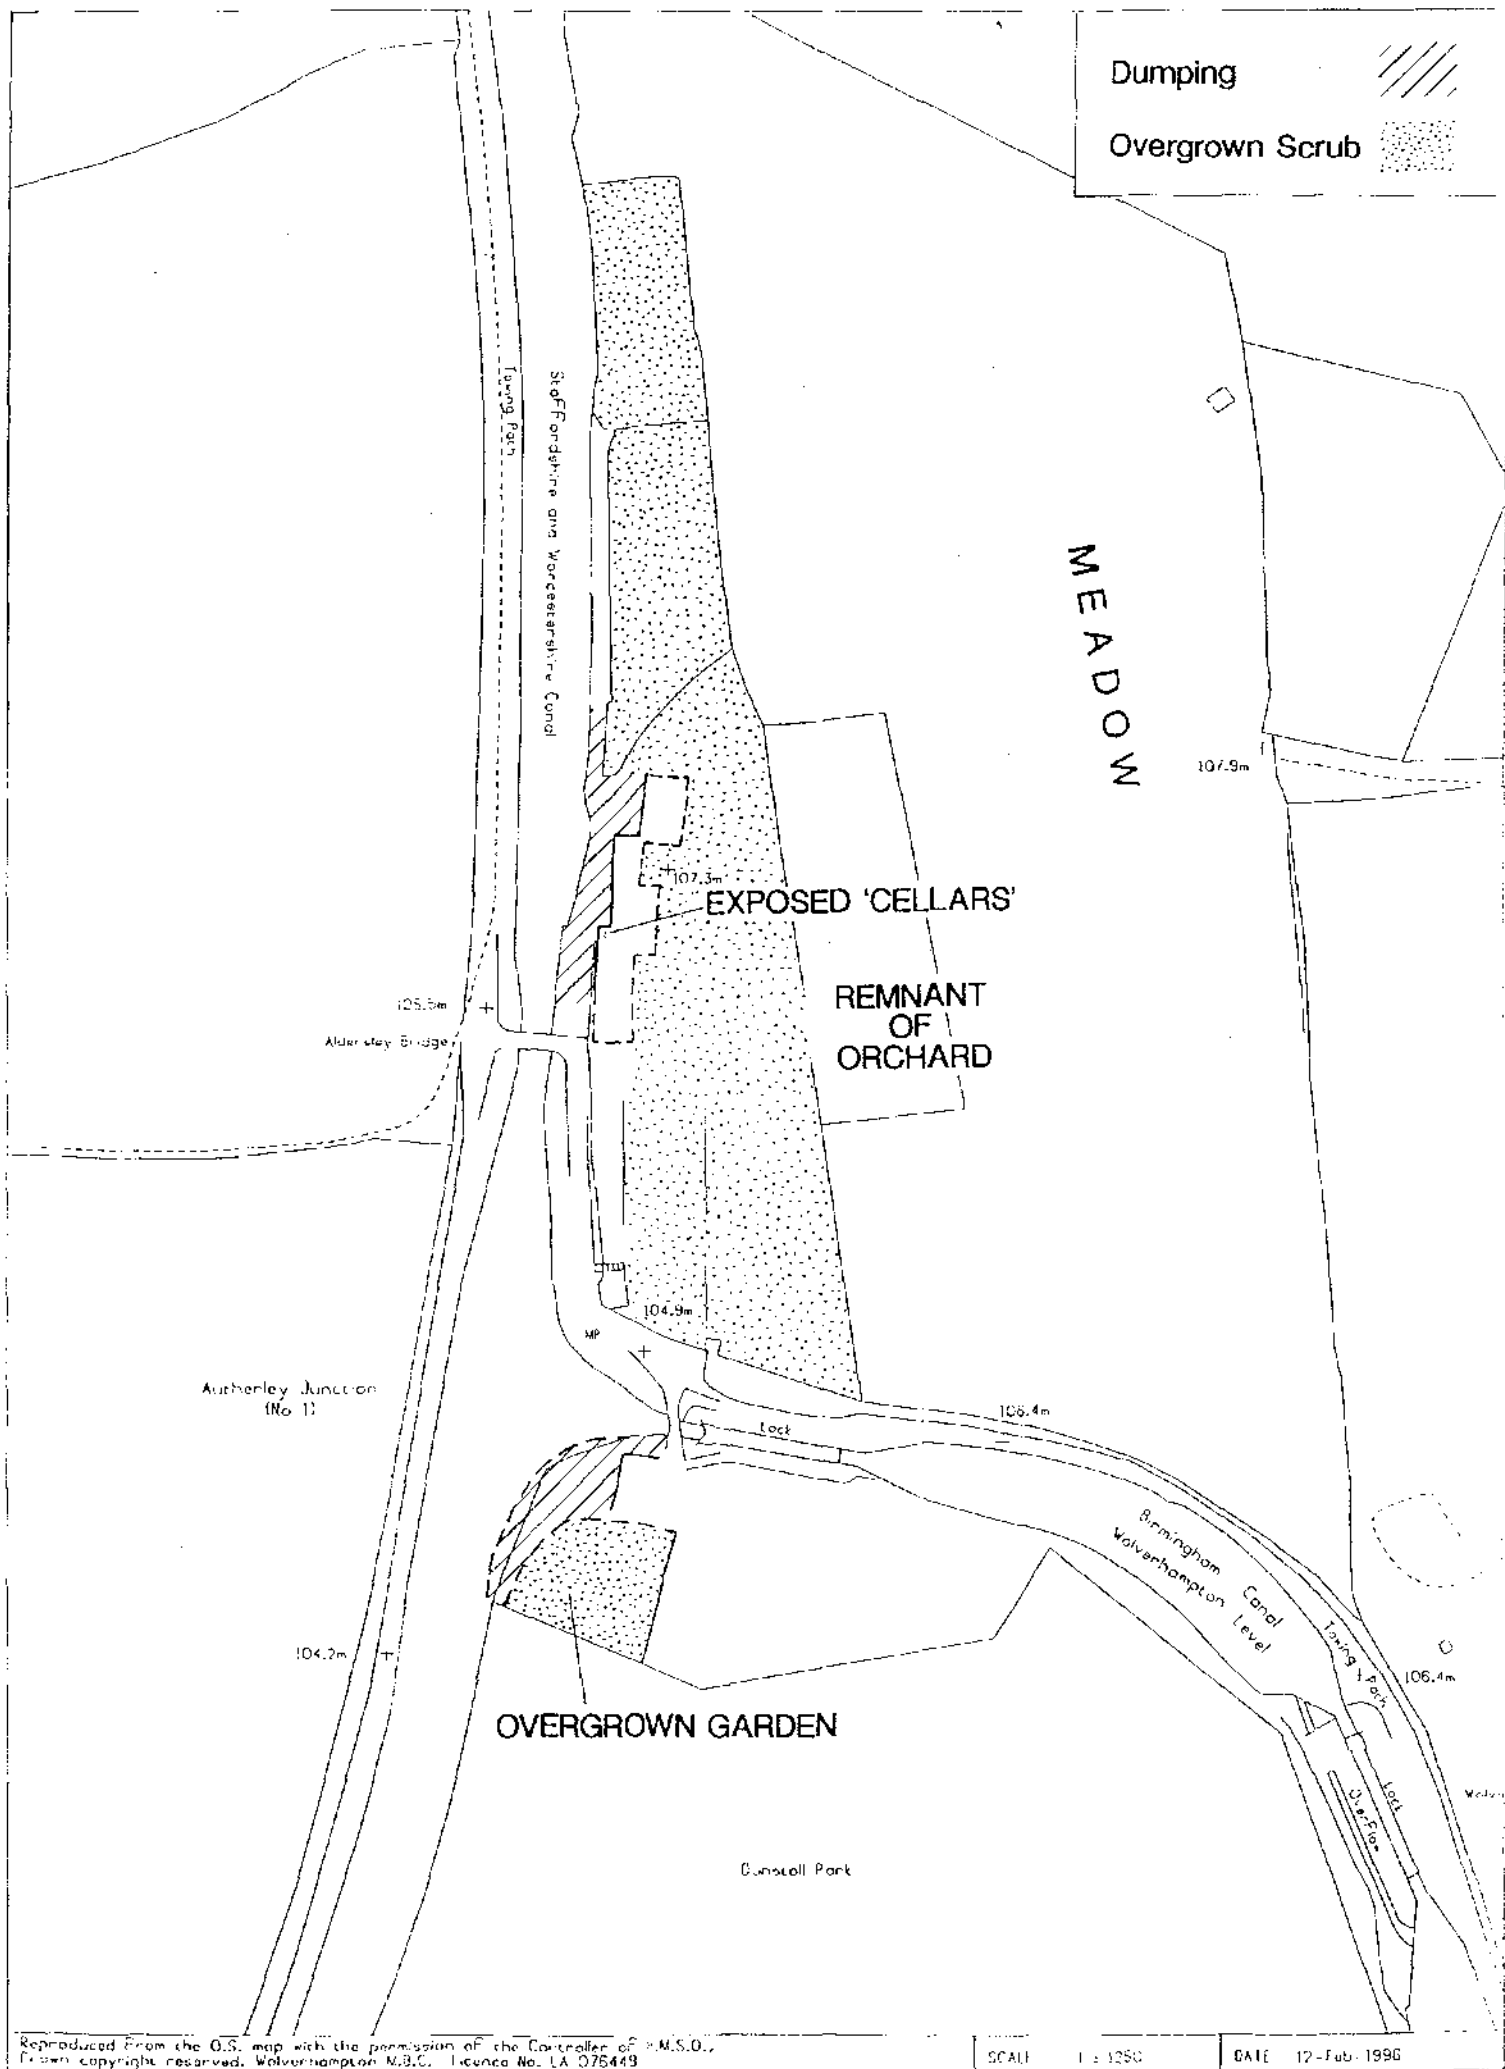 Dumping
Overgrown Scrub
Towing Path
Staffordshire and Worcestershire Canal
MEADOW
107.9m
107.3m
EXPOSED 'CELLARS'
REMNANT
OF
ORCHARD
105.5m
Aldersley Bridge
104.9m
MP
Autherley Junction
(No 1)
106.4m
Lock
Birmingham Canal
Wolverhampton Level
Towing Path
104.2m
106.4m
OVERGROWN GARDEN
Lock
Overflow
Dunstall Park
Reproduced from the O.S. map with the permission of the Controller of H.M.S.O.,
Crown copyright reserved. Wolverhampton M.B.C. Licence No. LA 076449
SCALE 1 : 1250
DATE 12-Feb-1996